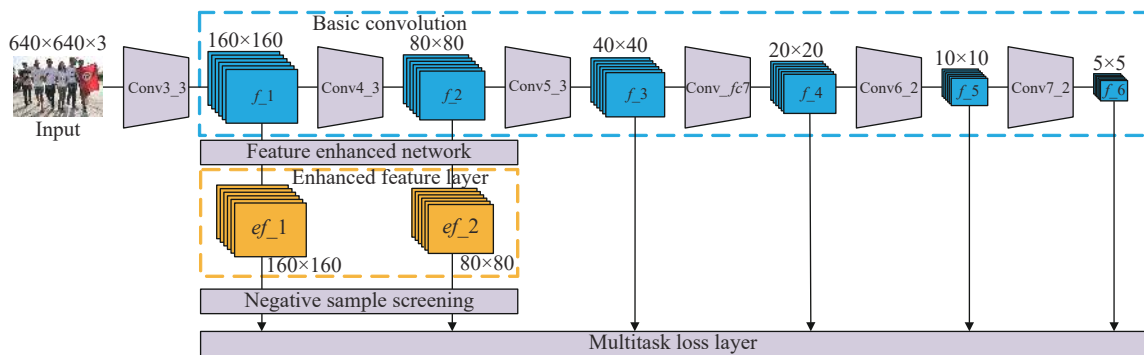 Basic convolution
640×640×3
160×160
80×80
40×40
20×20
10×10
5×5
Conv3_3
f_1
Conv4_3
f_2
Conv5_3
f_3
Conv_fc7
f_4
Conv6_2
f_5
Conv7_2
f_6
Input
Feature enhanced network
Enhanced feature layer
ef_1
ef_2
160×160
80×80
Negative sample screening
Multitask loss layer